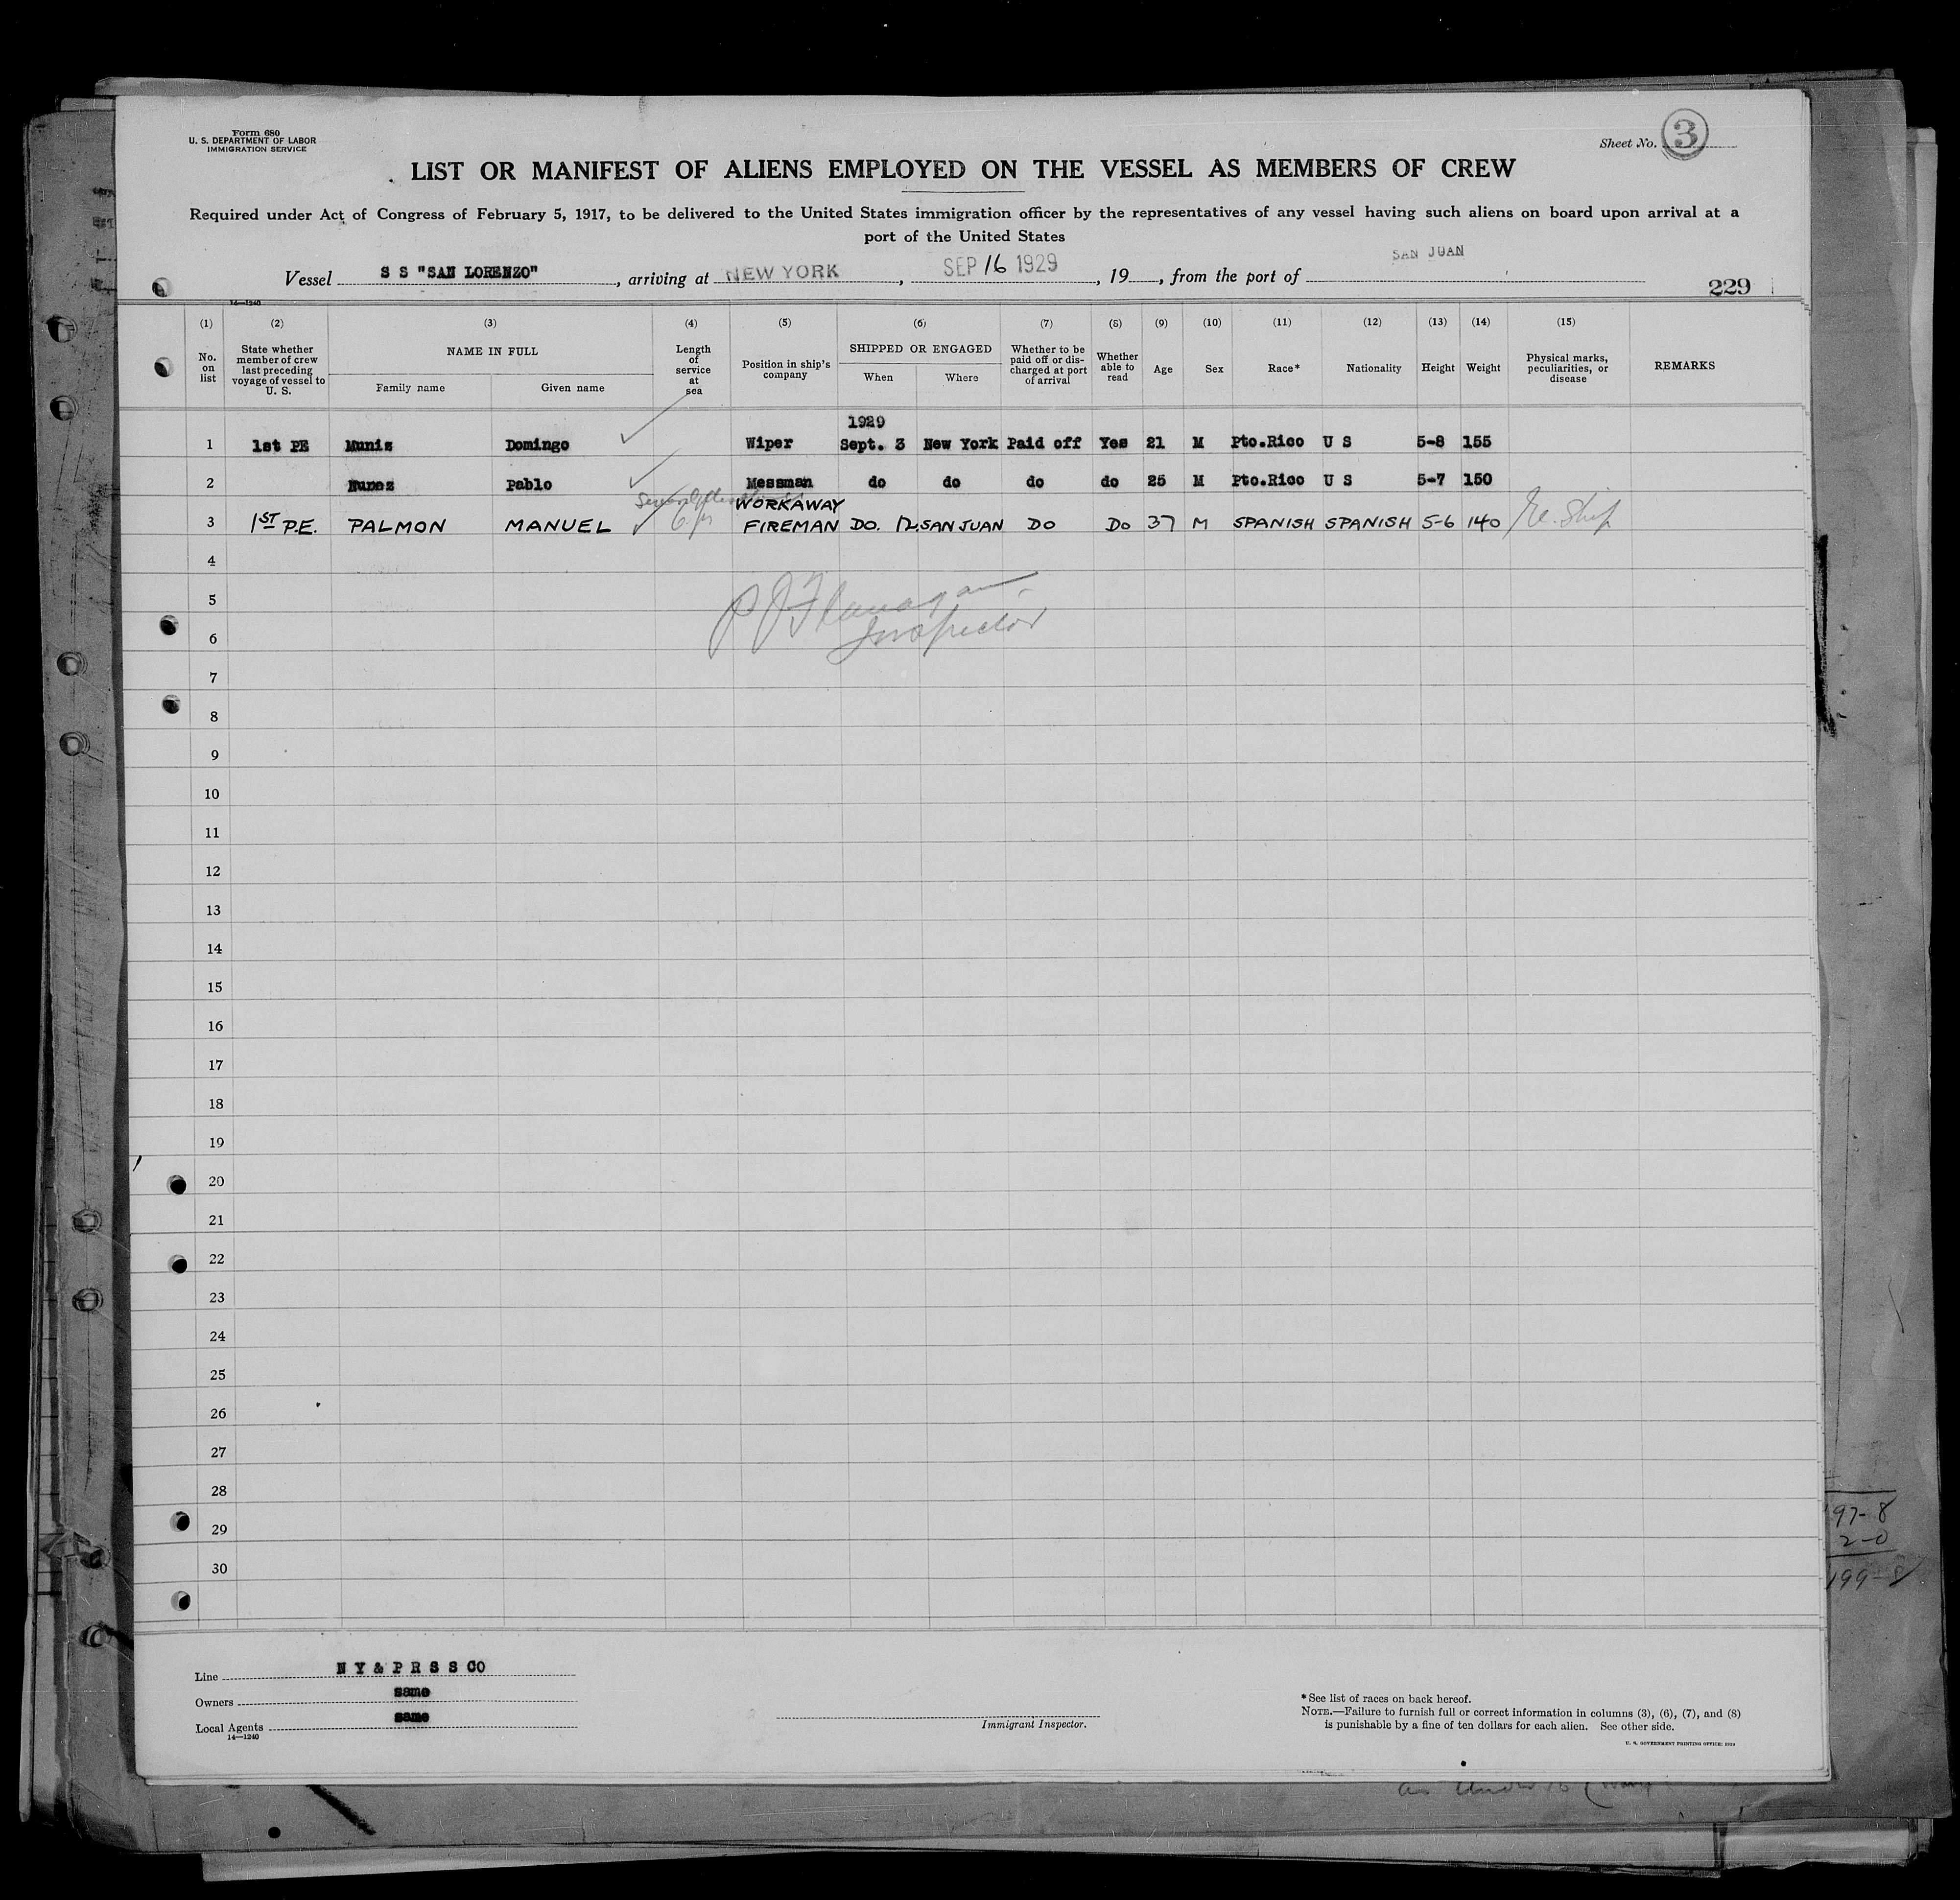 Form 680
U. S. DEPARTMENT OF LABOR
IMMIGRATION SERVICE
Sheet No. 3
LIST OR MANIFEST OF ALIENS EMPLOYED ON THE VESSEL AS MEMBERS OF CREW
Required under Act of Congress of February 5, 1917, to be delivered to the United States immigration officer by the representatives of any vessel having such aliens on board upon arrival at a
port of the United States
Vessel S S "SAN LORENZO", arriving at NEW YORK, SEP 16 1929, 19 , from the port of SAN JUAN
229
14—1240
(1) (2) (3) (4) (5) (6) (7) (8) (9) (10) (11) (12) (13) (14) (15)
No. on list
State whether member of crew last preceding voyage of vessel to U. S.
NAME IN FULL
Family name
Given name
Length of service at sea
Position in ship's company
SHIPPED OR ENGAGED
When
Where
Whether to be paid off or discharged at port of arrival
Whether able to read
Age
Sex
Race*
Nationality
Height
Weight
Physical marks, peculiarities, or disease
REMARKS
1929
1 1st PE Muniz Domingo Wiper Sept. 3 New York Paid off Yes 21 M Pto.Rico U S 5-8 155
2 Nunez Pablo Messman do do do do 25 M Pto.Rico U S 5-7 150
WORKAWAY
3 1ST P.E. PALMON MANUEL 6 yr FIREMAN DO. 12. SAN JUAN DO DO 37 M SPANISH SPANISH 5-6 140 Re. Ship
4
5
P J Flanagan
6
Inspector
7
8
9
10
11
12
13
14
15
16
17
18
19
20
21
22
23
24
25
26
27
28
29
30
197-8
2-0
199-8
Line N Y & P R S S CO
Owners same
Local Agents same
14—1240
Immigrant Inspector.
*See list of races on back hereof.
NOTE.—Failure to furnish full or correct information in columns (3), (6), (7), and (8)
is punishable by a fine of ten dollars for each alien. See other side.
U. S. GOVERNMENT PRINTING OFFICE: 1929